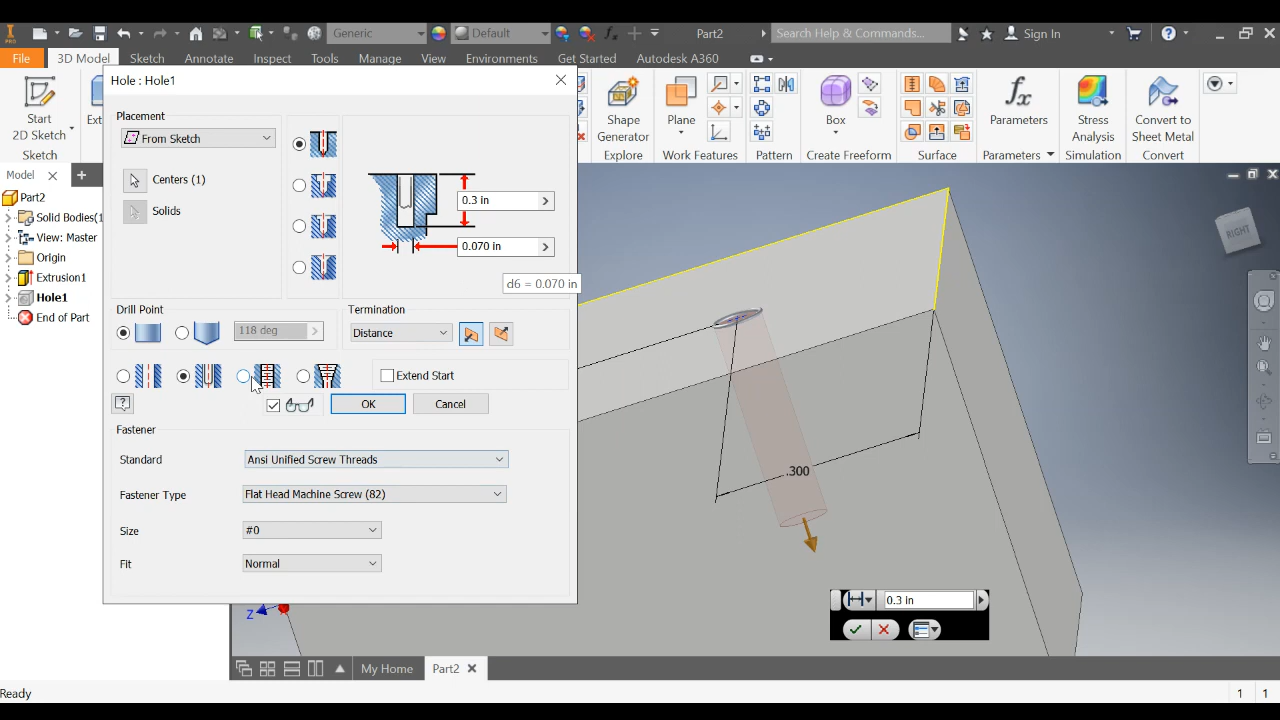 PRO
Generic
Default
Part2
Search Help & Commands...
Sign In
File
3D Model
Sketch
Annotate
Inspect
Tools
Manage
View
Environments
Get Started
Autodesk A360
Start
2D Sketch
Sketch
Shape
Generator
Explore
Plane
Work Features
Pattern
Box
Create Freeform
Surface
Parameters
Parameters
Stress
Analysis
Simulation
Convert to
Sheet Metal
Convert
Model
Part2
Solid Bodies(1
View: Master
Origin
Extrusion1
Hole1
End of Part
Hole : Hole1
Placement
From Sketch
Centers (1)
Solids
0.3 in
0.070 in
d6 = 0.070 in
Drill Point
118 deg
Termination
Distance
Extend Start
OK
Cancel
Fastener
Standard
Ansi Unified Screw Threads
Fastener Type
Flat Head Machine Screw (82)
Size
#0
Fit
Normal
RIGHT
.300
0.3 in
Z
My Home
Part2
Ready
1
1